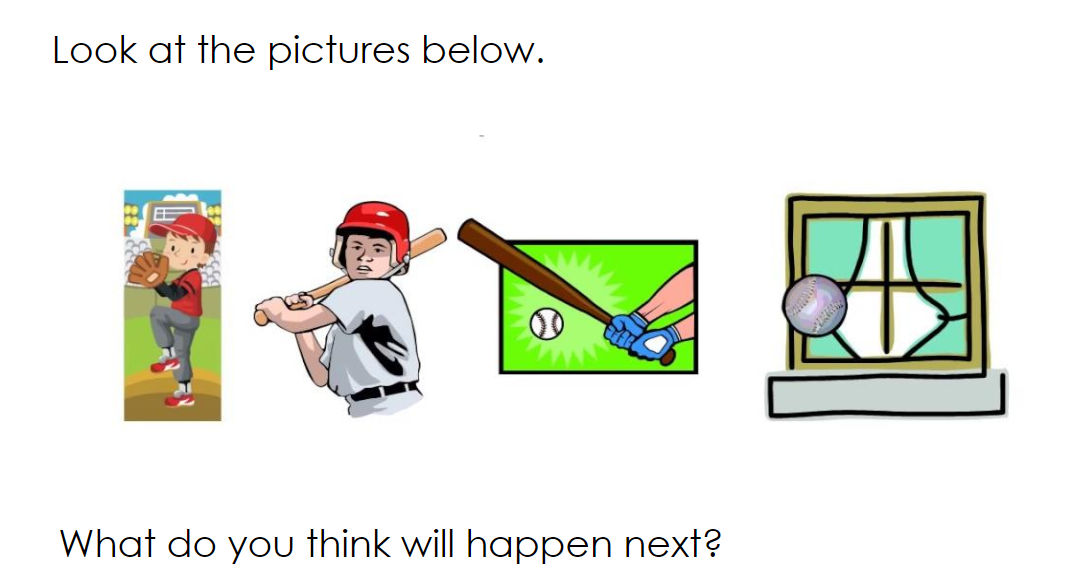 Look at the pictures below.
What do you think will happen next?